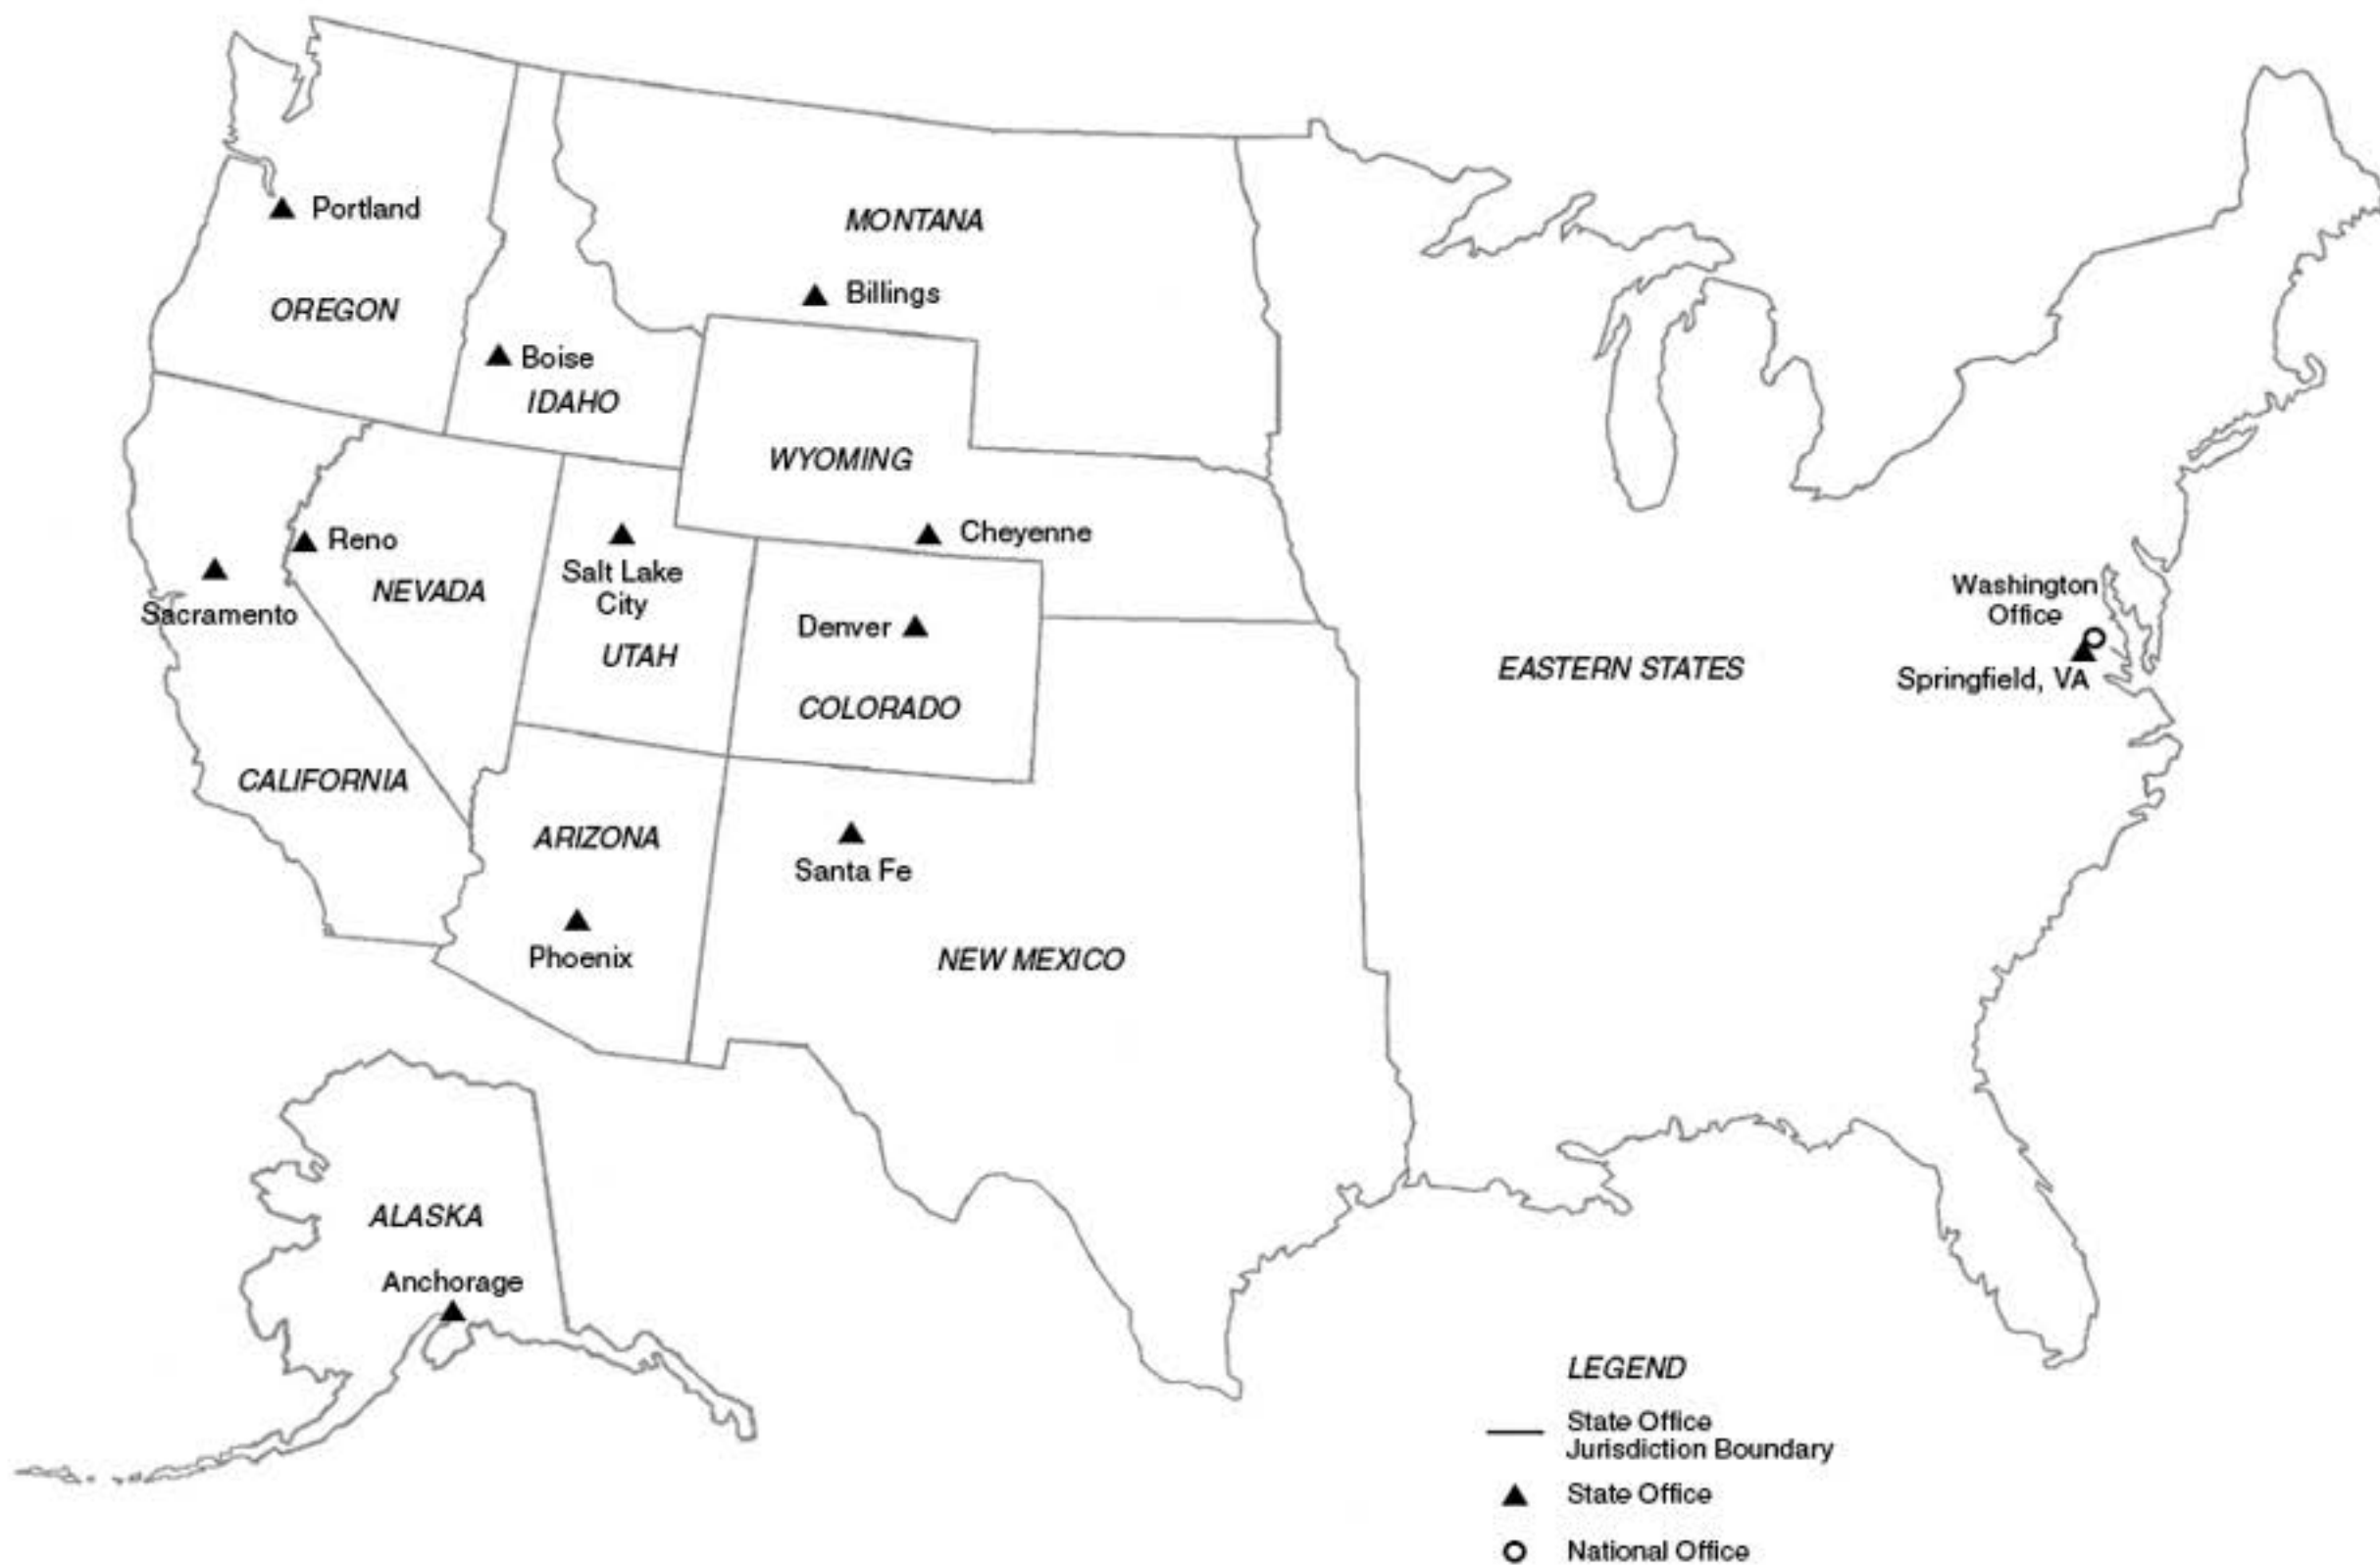 Portland
OREGON
MONTANA
Billings
Boise
IDAHO
WYOMING
Cheyenne
Reno
NEVADA
Sacramento
CALIFORNIA
Salt Lake
City
UTAH
Denver
COLORADO
ARIZONA
Phoenix
Santa Fe
NEW MEXICO
EASTERN STATES
Washington
Office
Springfield, VA
ALASKA
Anchorage
LEGEND
State Office
Jurisdiction Boundary
State Office
National Office